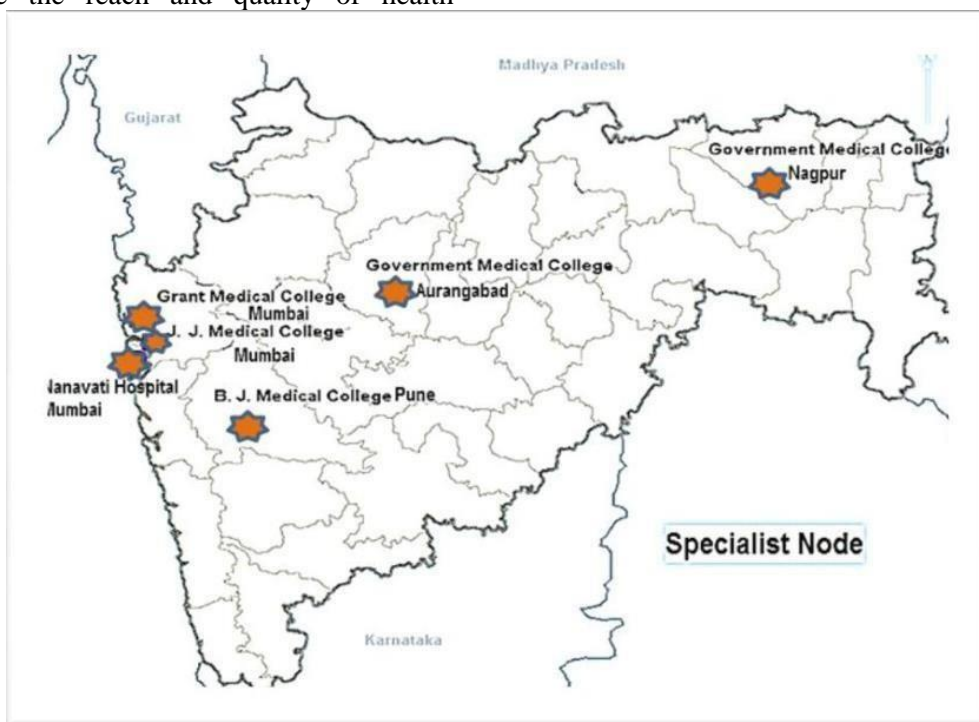 the reach and quality of health
Madhya Pradesh
Gujarat
Government Medical College
Nagpur
Government Medical College
Aurangabad
Grant Medical College
Mumbai
J. J. Medical College
Mumbai
Nanavati Hospital
Mumbai
B. J. Medical College Pune
Specialist Node
Karnataka